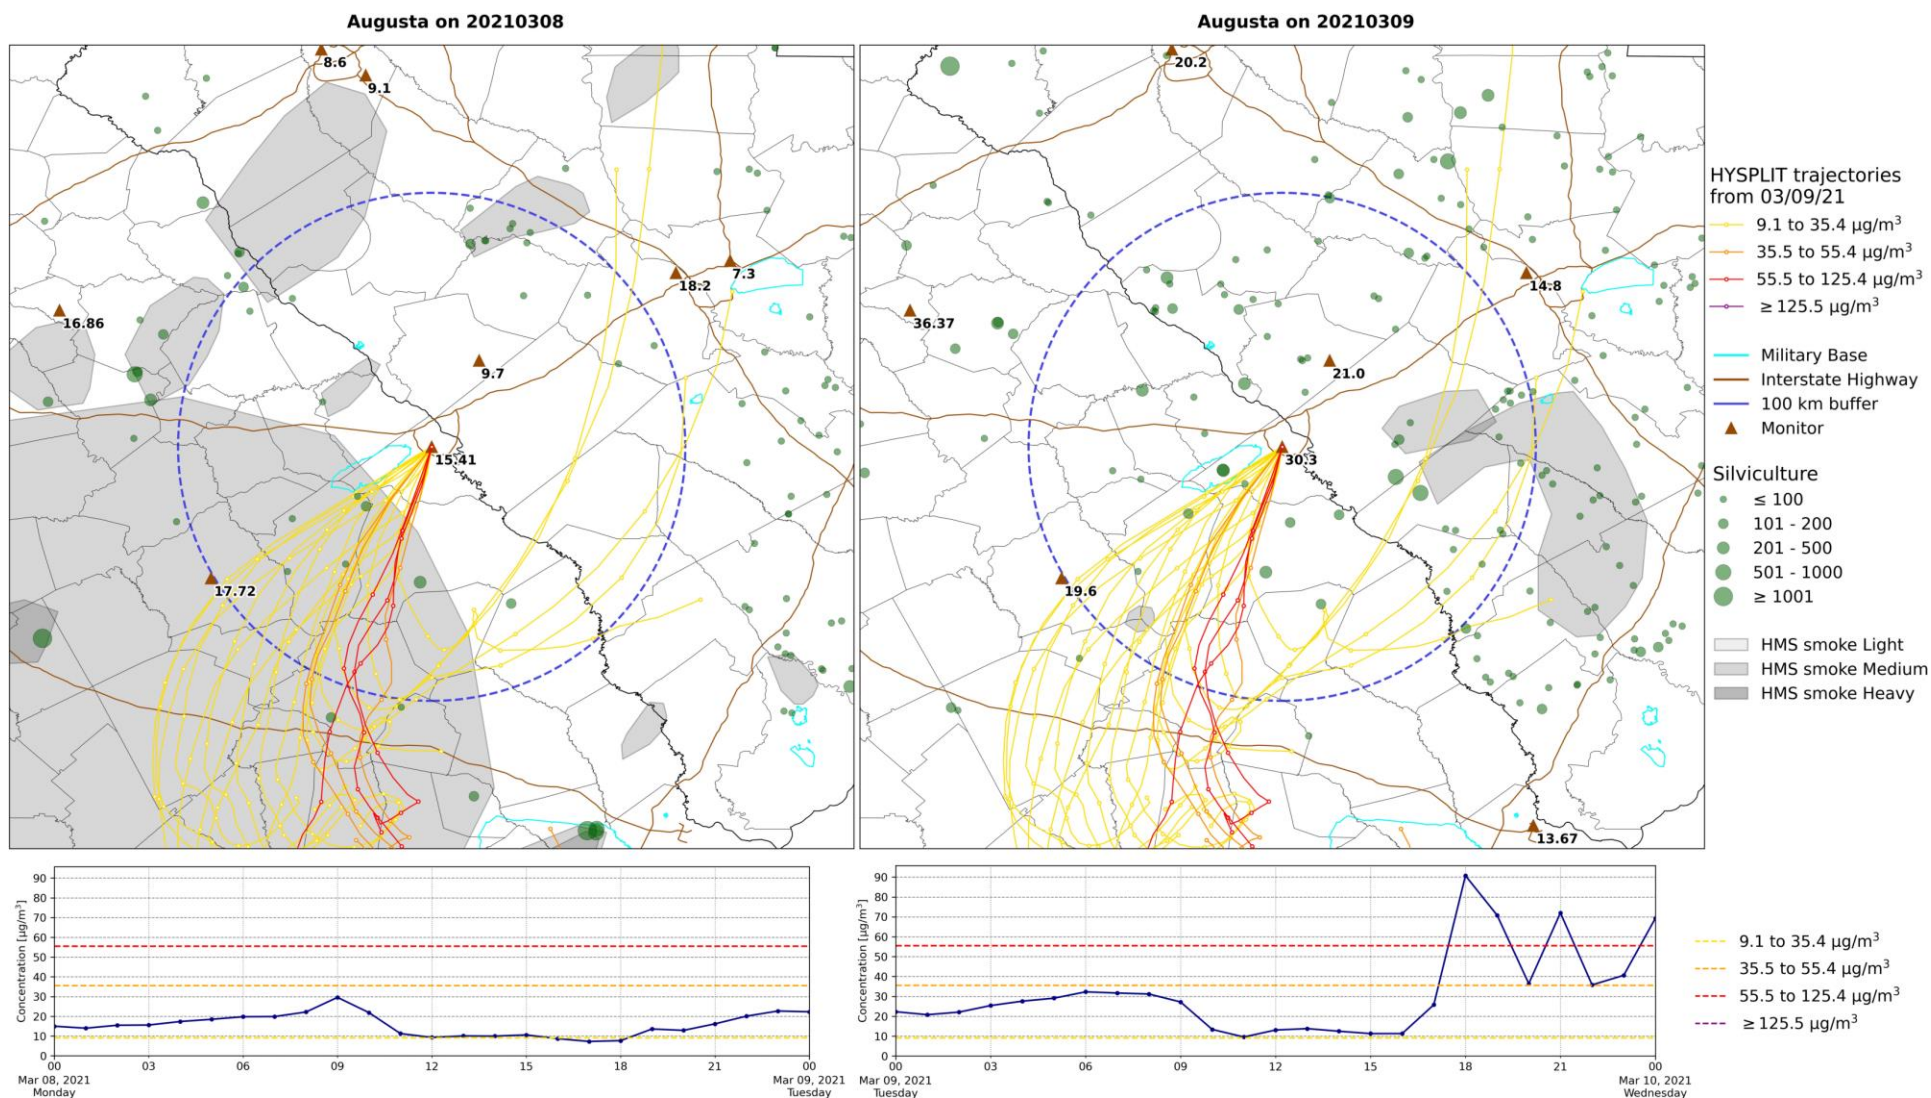 Augusta on 20210308
8.6
9.1
7.3
18.2
16.86
9.7
15.41
17.72
Augusta on 20210309
20.2
14.8
36.37
21.0
30.3
19.6
13.67
HYSPLIT trajectories
from 03/09/21
9.1 to 35.4 µg/m³
35.5 to 55.4 µg/m³
55.5 to 125.4 µg/m³
≥ 125.5 µg/m³
Military Base
Interstate Highway
100 km buffer
Monitor
Silviculture
≤ 100
101 - 200
201 - 500
501 - 1000
≥ 1001
HMS smoke Light
HMS smoke Medium
HMS smoke Heavy
Concentration [µg/m³]
90
80
70
60
50
40
30
20
10
0
00 03 06 09 12 15 18 21 00
Mar 08, 2021 Mar 09, 2021
Monday Tuesday
Concentration [µg/m³]
90
80
70
60
50
40
30
20
10
0
00 03 06 09 12 15 18 21 00
Mar 09, 2021 Mar 10, 2021
Tuesday Wednesday
9.1 to 35.4 µg/m³
35.5 to 55.4 µg/m³
55.5 to 125.4 µg/m³
≥ 125.5 µg/m³